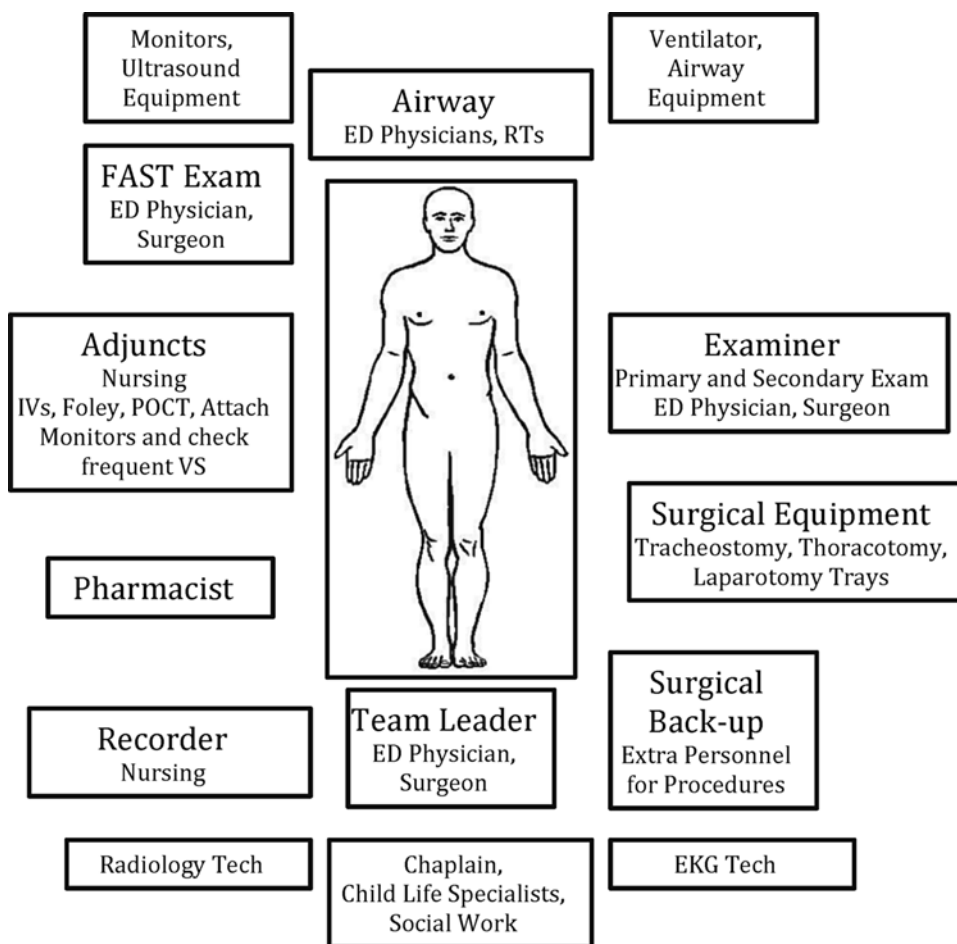 Monitors,
Ultrasound
Equipment
Airway
ED Physicians, RTs
Ventilator,
Airway
Equipment
FAST Exam
ED Physician,
Surgeon
Adjuncts
Nursing
IVs, Foley, POCT, Attach
Monitors and check
frequent VS
Examiner
Primary and Secondary Exam
ED Physician, Surgeon
Surgical Equipment
Tracheostomy, Thoracotomy,
Laparotomy Trays
Pharmacist
Surgical
Back-up
Extra Personnel
for Procedures
Recorder
Nursing
Team Leader
ED Physician,
Surgeon
Radiology Tech
Chaplain,
Child Life Specialists,
Social Work
EKG Tech